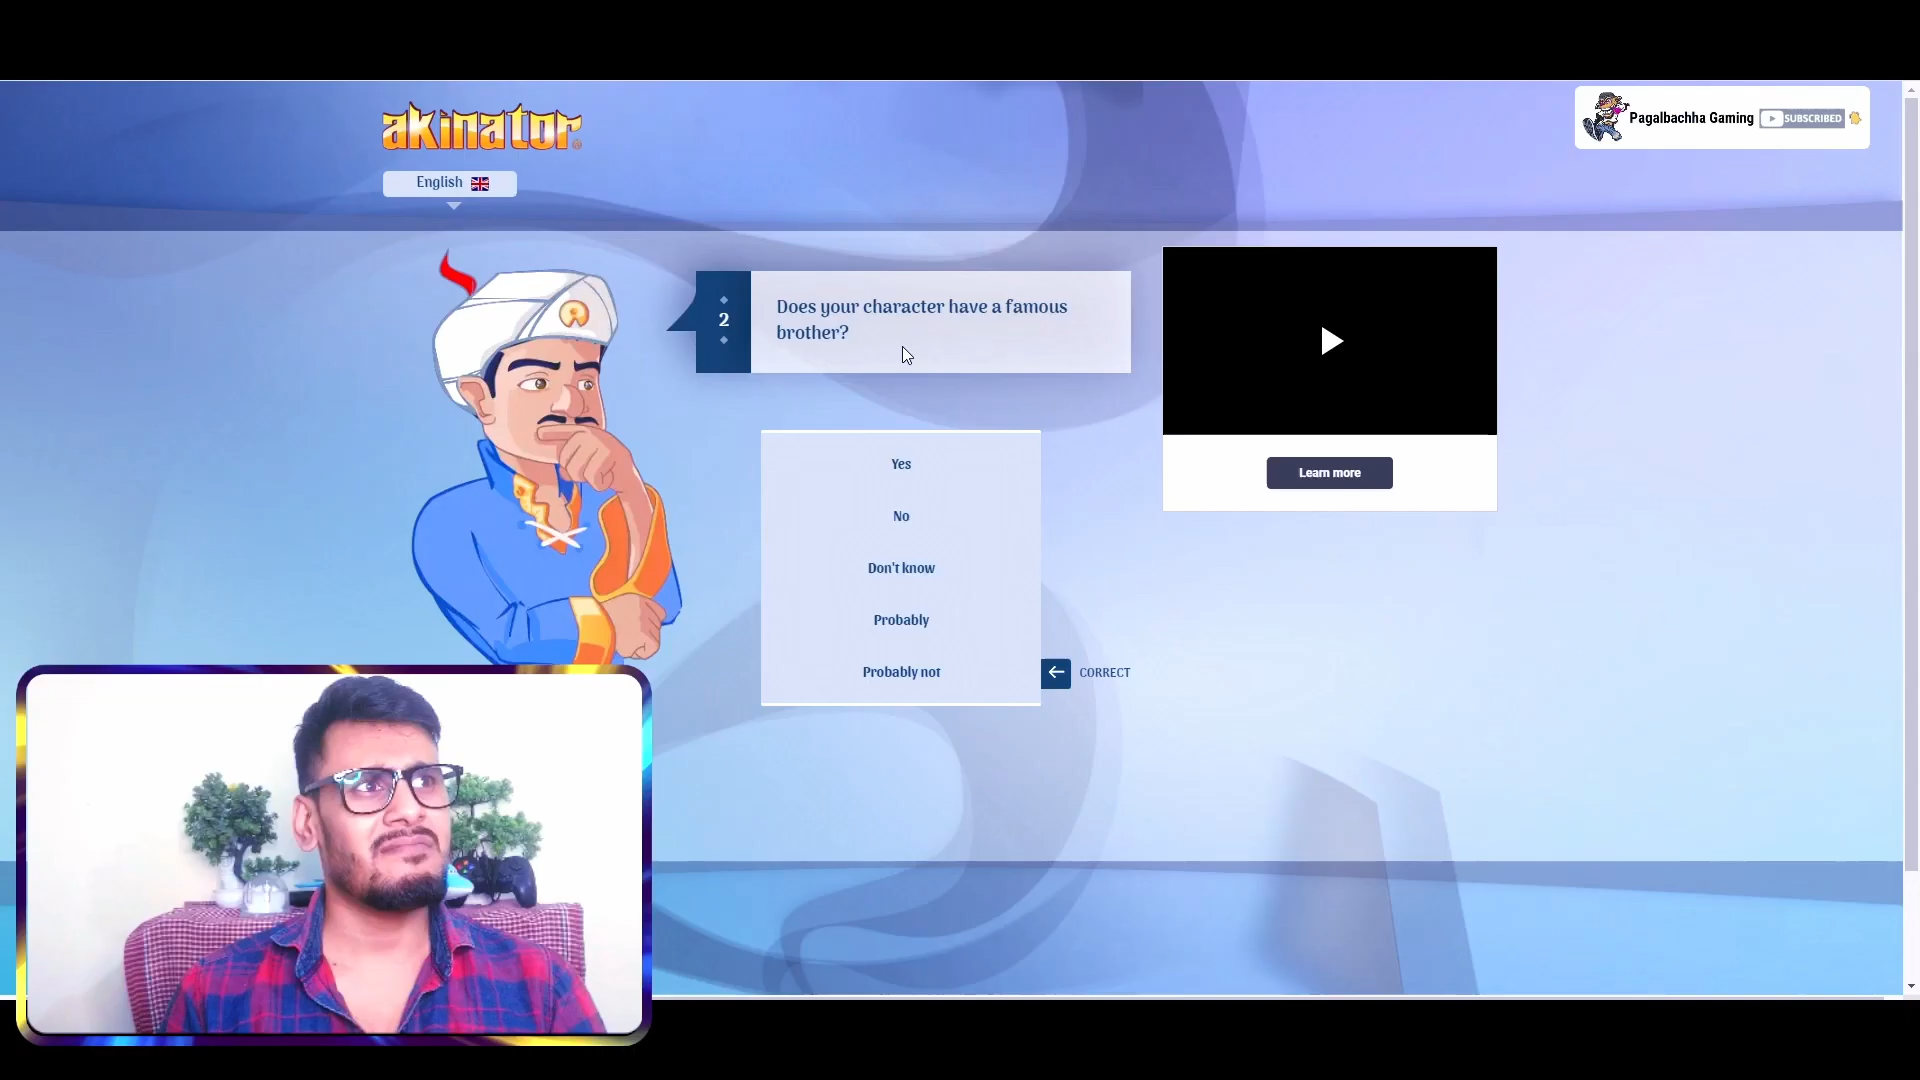 akinator
English
Pagalbachha Gaming SUBSCRIBED
2
Does your character have a famous
brother?
Yes
No
Don't know
Probably
Probably not
CORRECT
Learn more